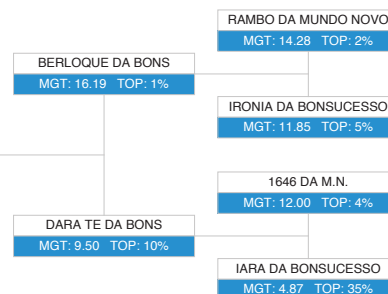 RAMBO DA MUNDO NOVO
MGT: 14.28 TOP: 2%
BERLOQUE DA BONS
MGT: 16.19 TOP: 1%
IRONIA DA BONSUCESSO
MGT: 11.85 TOP: 5%
1646 DA M.N.
MGT: 12.00 TOP: 4%
DARA TE DA BONS
MGT: 9.50 TOP: 10%
IARA DA BONSUCESSO
MGT: 4.87 TOP: 35%